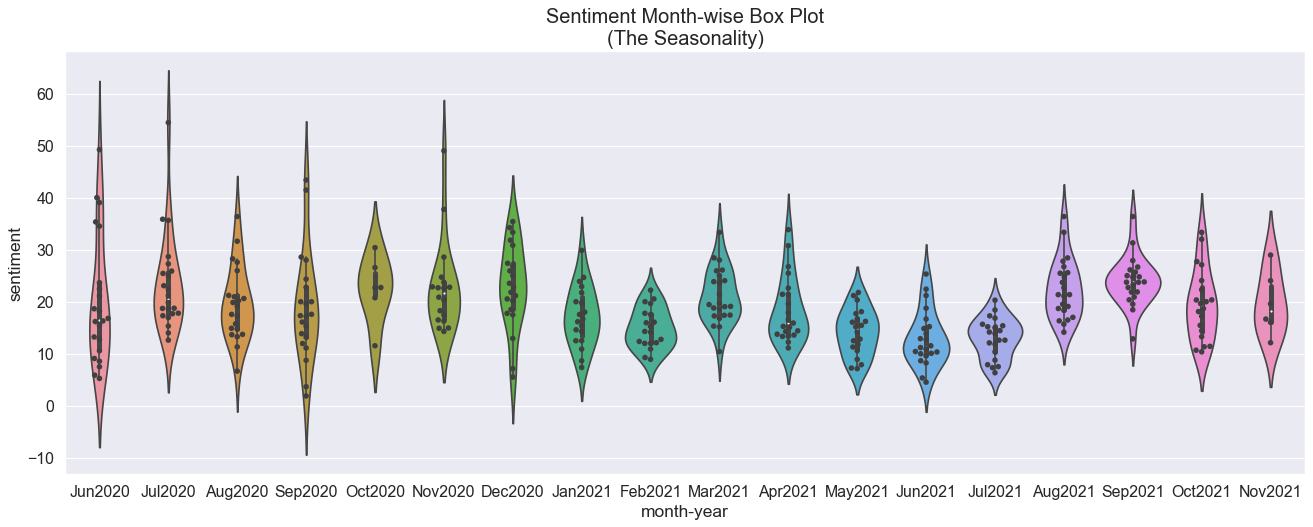 Sentiment Month-wise Box Plot
(The Seasonality)
sentiment
60
50
40
30
20
10
0
−10
Jun2020 Jul2020 Aug2020 Sep2020 Oct2020 Nov2020 Dec2020 Jan2021 Feb2021 Mar2021 Apr2021 May2021 Jun2021 Jul2021 Aug2021 Sep2021 Oct2021 Nov2021
month-year